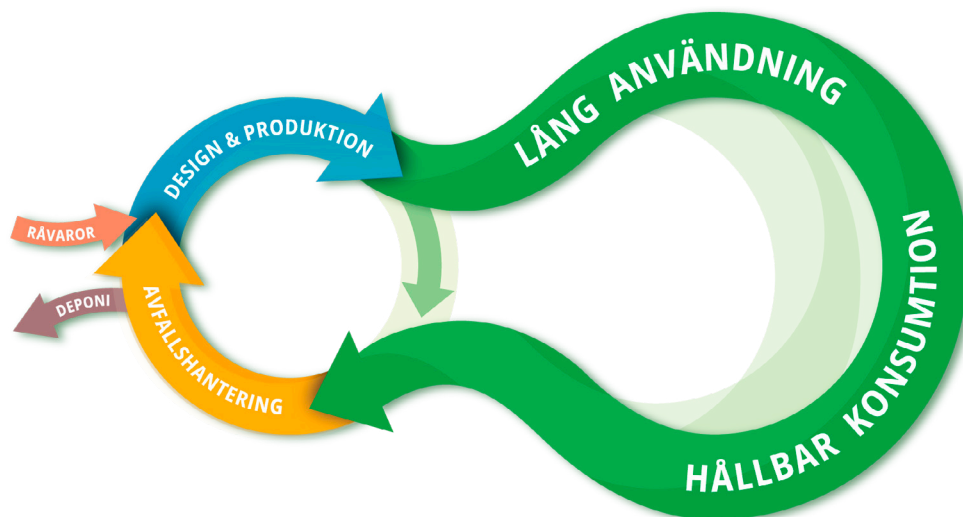 DESIGN & PRODUKTION
LÅNG ANVÄNDNING
HÅLLBAR KONSUMTION
AVFALLSHANTERING
RÅVAROR
DEPONI